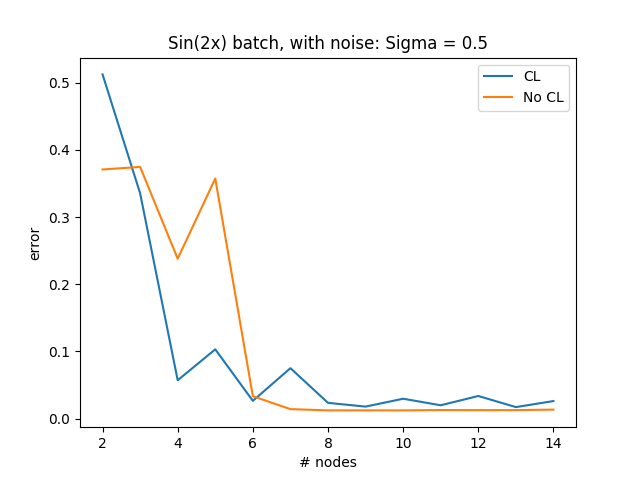 Sin(2x) batch, with noise: Sigma = 0.5
CL
No CL
error
0.5
0.4
0.3
0.2
0.1
0.0
2 4 6 8 10 12 14
# nodes